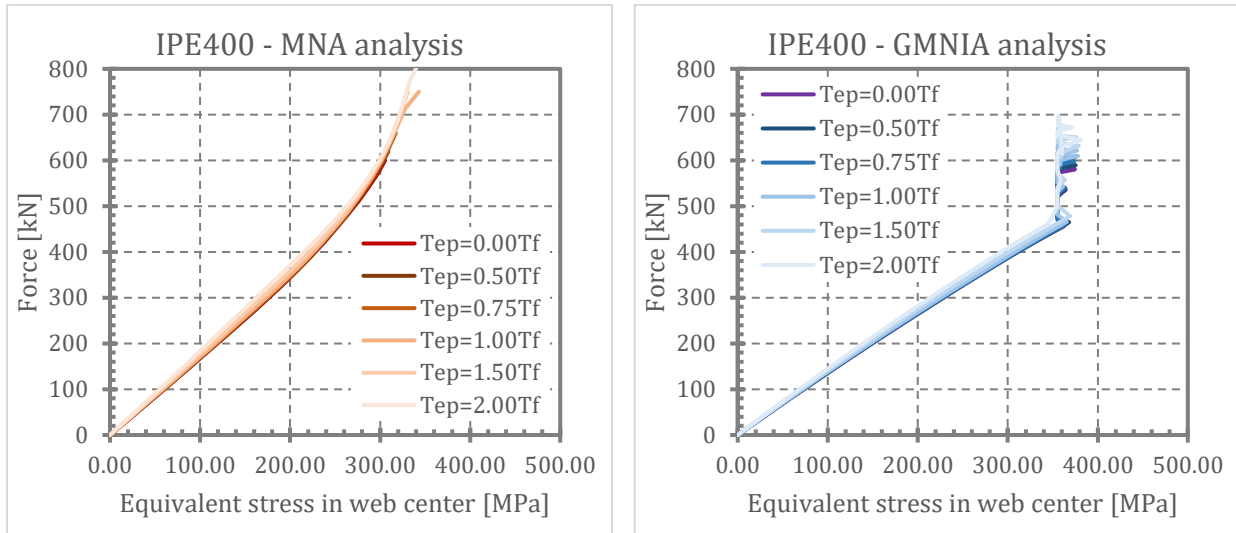 IPE400 - MNA analysis
800
700
600
500
400
300
200
100
0
Force [kN]
Tep=0.00Tf
Tep=0.50Tf
Tep=0.75Tf
Tep=1.00Tf
Tep=1.50Tf
Tep=2.00Tf
0.00 100.00 200.00 300.00 400.00 500.00
Equivalent stress in web center [MPa]
IPE400 - GMNIA analysis
800
700
600
500
400
300
200
100
0
Force [kN]
Tep=0.00Tf
Tep=0.50Tf
Tep=0.75Tf
Tep=1.00Tf
Tep=1.50Tf
Tep=2.00Tf
0.00 100.00 200.00 300.00 400.00 500.00
Equivalent stress in web center [MPa]